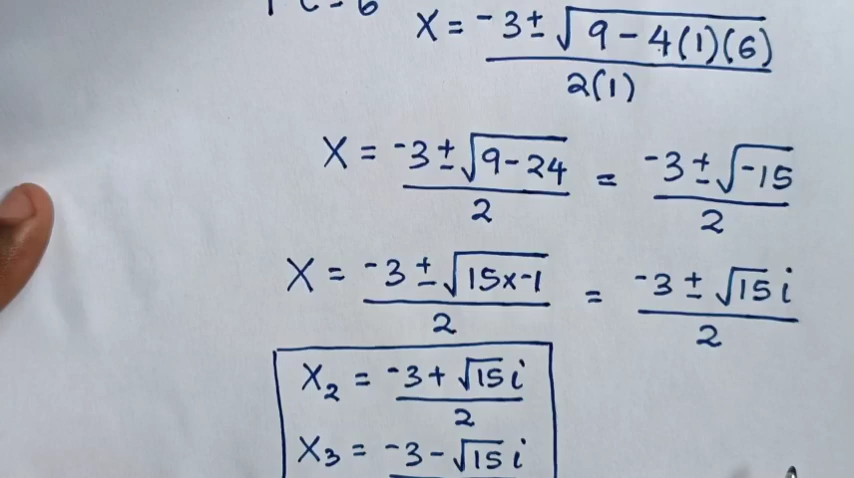 c = 6
X = -3 ± √9 - 4(1)(6) / 2(1)
X = -3 ± √9-24 / 2 = -3 ± √-15 / 2
X = -3 ± √15x-1 / 2 = -3 ± √15 i / 2
X₂ = -3 + √15 i / 2
X₃ = -3 - √15 i